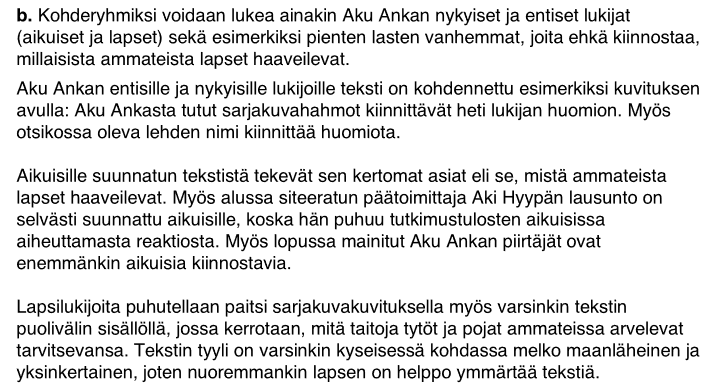 b. Kohderyhmiksi voidaan lukea ainakin Aku Ankan nykyiset ja entiset lukijat
(aikuiset ja lapset) sekä esimerkiksi pienten lasten vanhemmat, joita ehkä kiinnostaa,
millaisista ammateista lapset haaveilevat.
Aku Ankan entisille ja nykyisille lukijoille teksti on kohdennettu esimerkiksi kuvituksen
avulla: Aku Ankasta tutut sarjakuvahahmot kiinnittävät heti lukijan huomion. Myös
otsikossa oleva lehden nimi kiinnittää huomiota.
Aikuisille suunnatun tekstistä tekevät sen kertomat asiat eli se, mistä ammateista
lapset haaveilevat. Myös alussa siteeratun päätoimittaja Aki Hyypän lausunto on
selvästi suunnattu aikuisille, koska hän puhuu tutkimustulosten aikuisissa
aiheuttamasta reaktiosta. Myös lopussa mainitut Aku Ankan piirtäjät ovat
enemmänkin aikuisia kiinnostavia.
Lapsilukijoita puhutellaan paitsi sarjakuvakuvituksella myös varsinkin tekstin
puolivälin sisällöllä, jossa kerrotaan, mitä taitoja tytöt ja pojat ammateissa arvelevat
tarvitsevansa. Tekstin tyyli on varsinkin kyseisessä kohdassa melko maanläheinen ja
yksinkertainen, joten nuoremmankin lapsen on helppo ymmärtää tekstiä.